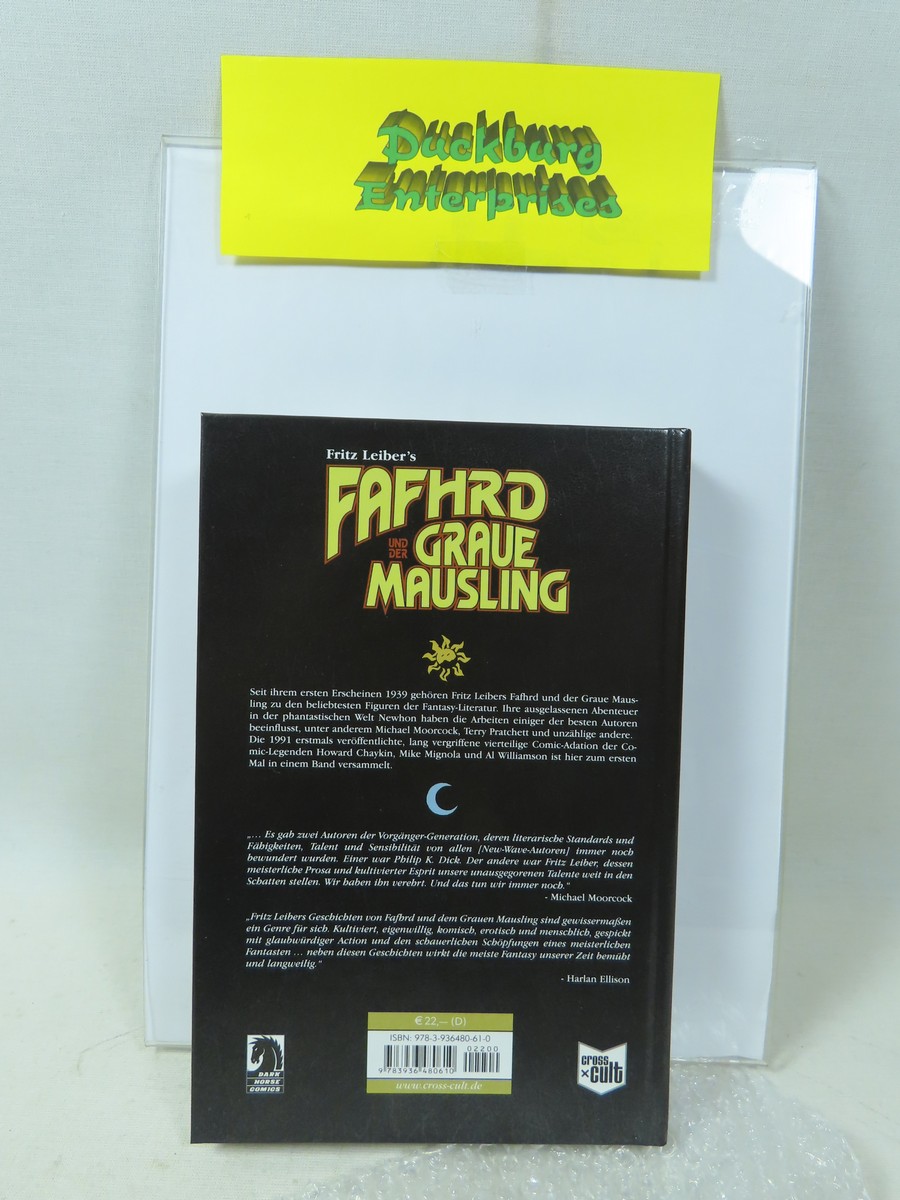 Duckburg
Enterprises
Fritz Leiber's
FAFHRD
UND DER GRAUE
MAUSLING
Seit ihrem ersten Erscheinen 1939 gehören Fritz Leibers Fafhrd und der Graue Maus-
ling zu den beliebtesten Figuren der Fantasy-Literatur. Ihre ausgelassenen Abenteuer
in der phantastischen Welt Newhon haben die Arbeiten einiger der besten Autoren
beeinflusst, unter anderem Michael Moorcock, Terry Pratchett und unzählige andere.
Die 1991 erstmals veröffentlichte, lang vergriffene vierteilige Comic-Adation der Co-
mic-Legenden Howard Chaykin, Mike Mignola und Al Williamson ist hier zum ersten
Mal in einem Band versammelt.
„... Es gab zwei Autoren der Vorgänger-Generation, deren literarische Standards und
Fähigkeiten, Talent und Sensibilität von allen [New-Wave-Autoren] immer noch
bewundert wurden. Einer war Philip K. Dick. Der andere war Fritz Leiber, dessen
meisterliche Prosa und kultivierter Esprit unsere unausgegorenen Talente weit in den
Schatten stellen. Wir haben ihn verehrt. Und das tun wir immer noch."
- Michael Moorcock
„Fritz Leibers Geschichten von Fafhrd und dem Grauen Mausling sind gewissermaßen
ein Genre für sich. Kultiviert, eigenwillig, komisch, erotisch und menschlich, gespickt
mit glaubwürdiger Action und den schauerlichen Schöpfungen eines meisterlichen
Fantasten ... neben diesen Geschichten wirkt die meiste Fantasy unserer Zeit bemüht
und langweilig."
- Harlan Ellison
€ 22,— (D)
ISBN: 978-3-936480-61-0
02200
9 783936 480610
www.cross-cult.de
DARK
HORSE
COMICS
cross
×cult